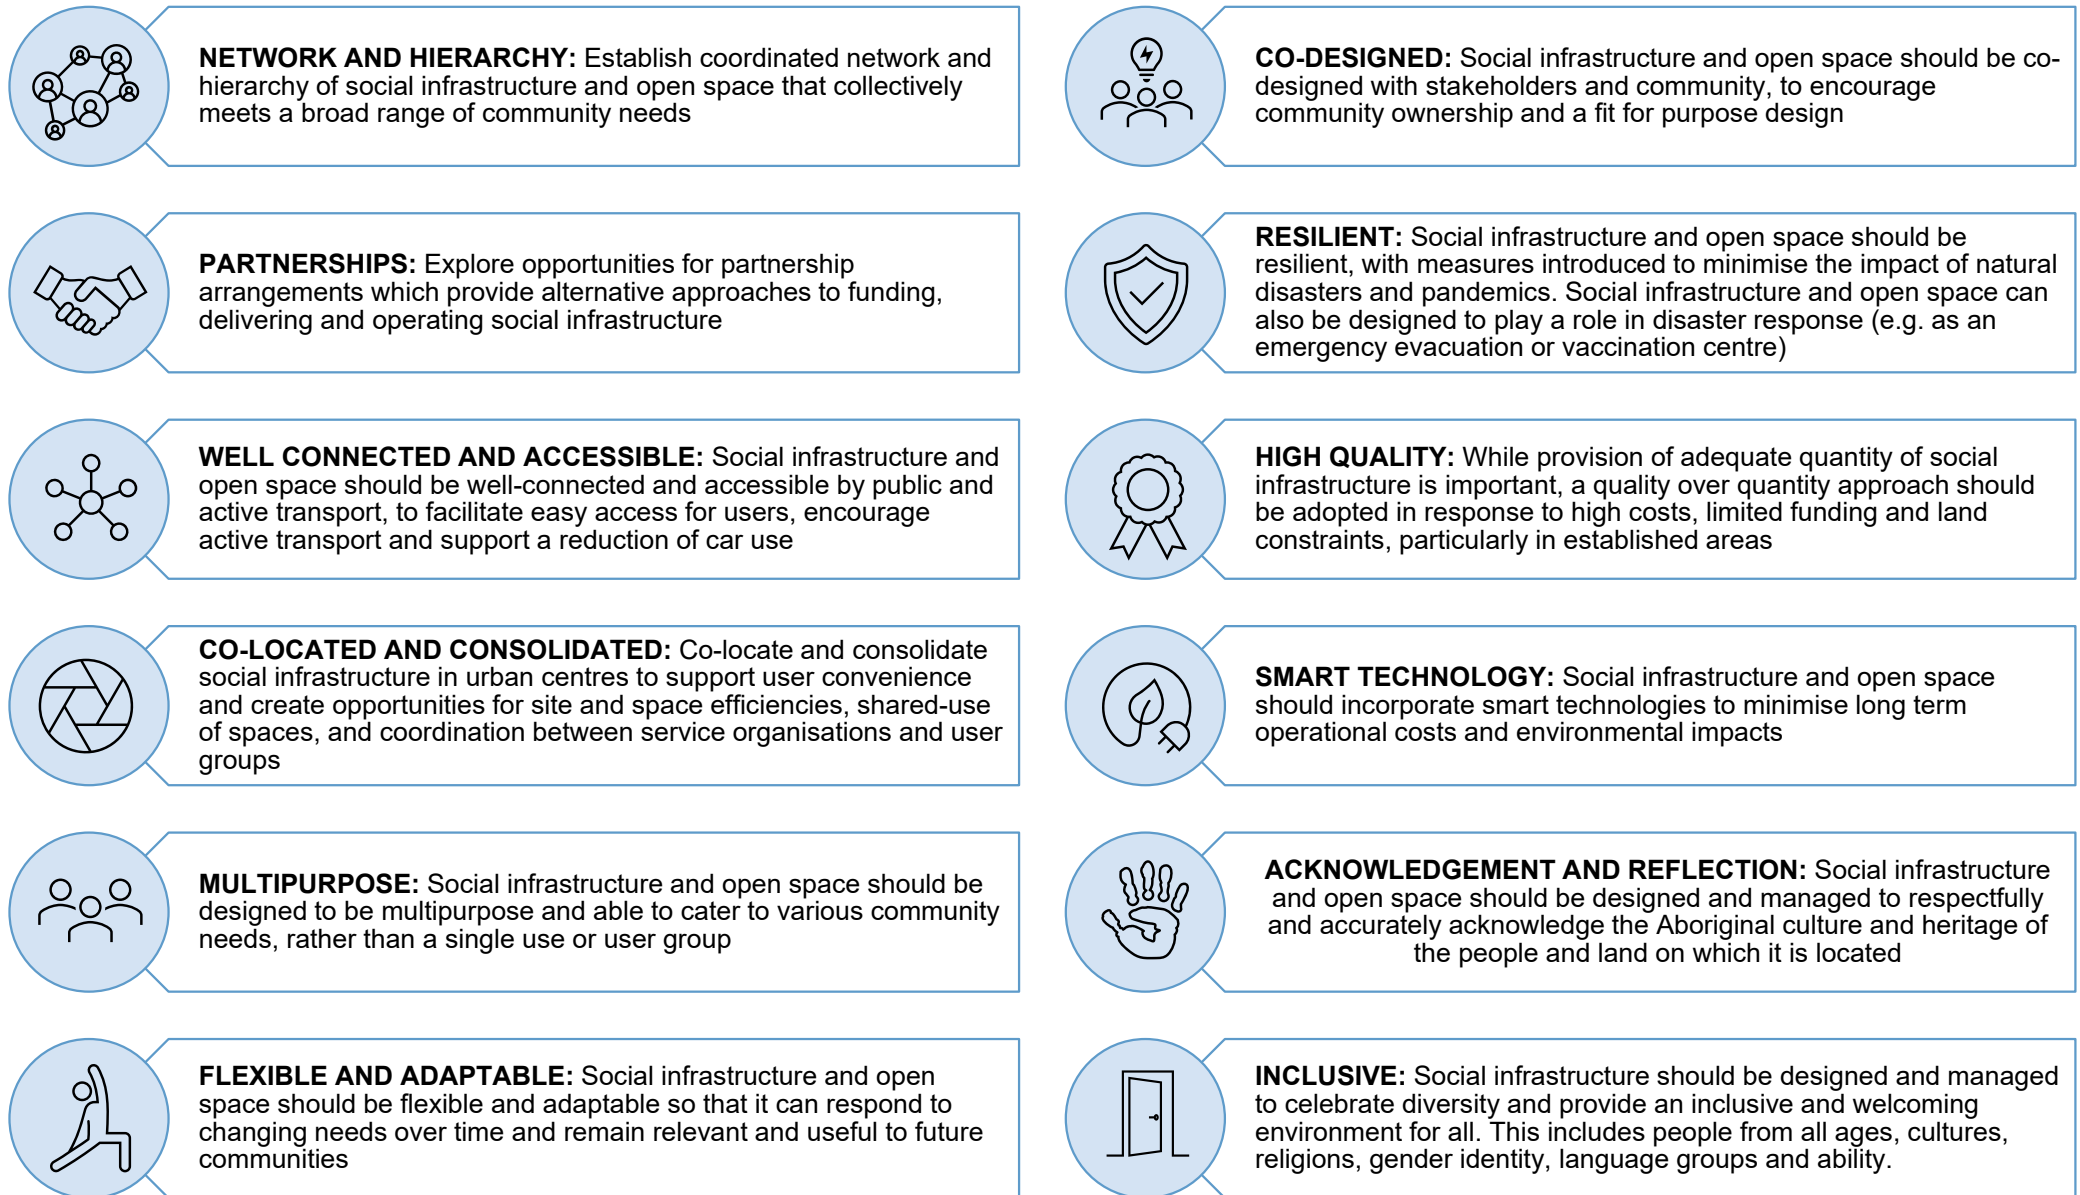 NETWORK AND HIERARCHY: Establish coordinated network and
hierarchy of social infrastructure and open space that collectively
meets a broad range of community needs
PARTNERSHIPS: Explore opportunities for partnership
arrangements which provide alternative approaches to funding,
delivering and operating social infrastructure
WELL CONNECTED AND ACCESSIBLE: Social infrastructure and
open space should be well-connected and accessible by public and
active transport, to facilitate easy access for users, encourage
active transport and support a reduction of car use
CO-LOCATED AND CONSOLIDATED: Co-locate and consolidate
social infrastructure in urban centres to support user convenience
and create opportunities for site and space efficiencies, shared-use
of spaces, and coordination between service organisations and user
groups
MULTIPURPOSE: Social infrastructure and open space should be
designed to be multipurpose and able to cater to various community
needs, rather than a single use or user group
FLEXIBLE AND ADAPTABLE: Social infrastructure and open
space should be flexible and adaptable so that it can respond to
changing needs over time and remain relevant and useful to future
communities
CO-DESIGNED: Social infrastructure and open space should be co-
designed with stakeholders and community, to encourage
community ownership and a fit for purpose design
RESILIENT: Social infrastructure and open space should be
resilient, with measures introduced to minimise the impact of natural
disasters and pandemics. Social infrastructure and open space can
also be designed to play a role in disaster response (e.g. as an
emergency evacuation or vaccination centre)
HIGH QUALITY: While provision of adequate quantity of social
infrastructure is important, a quality over quantity approach should
be adopted in response to high costs, limited funding and land
constraints, particularly in established areas
SMART TECHNOLOGY: Social infrastructure and open space
should incorporate smart technologies to minimise long term
operational costs and environmental impacts
ACKNOWLEDGEMENT AND REFLECTION: Social infrastructure
and open space should be designed and managed to respectfully
and accurately acknowledge the Aboriginal culture and heritage of
the people and land on which it is located
INCLUSIVE: Social infrastructure should be designed and managed
to celebrate diversity and provide an inclusive and welcoming
environment for all. This includes people from all ages, cultures,
religions, gender identity, language groups and ability.